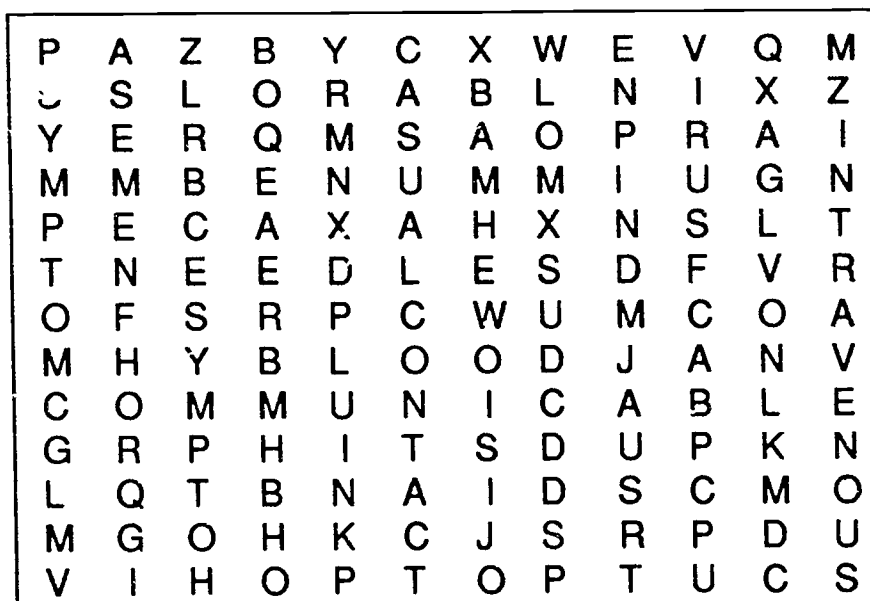 P A Z B Y C X W E V Q M
S L O R A B L N I X Z
Y E R Q M S A O P R A I
M M B E N U M M I U G N
P E C A X A H X N S L T
T N E E D L E S D F V R
O F S R P C W U M C O A
M H Y B L O O D J A N V
C O M M U N I C A B L E
G R P H I T S D U P K N
L Q T B N A I D S C M O
M G O H K C J S R P D U
V I H O P T O P T U C S